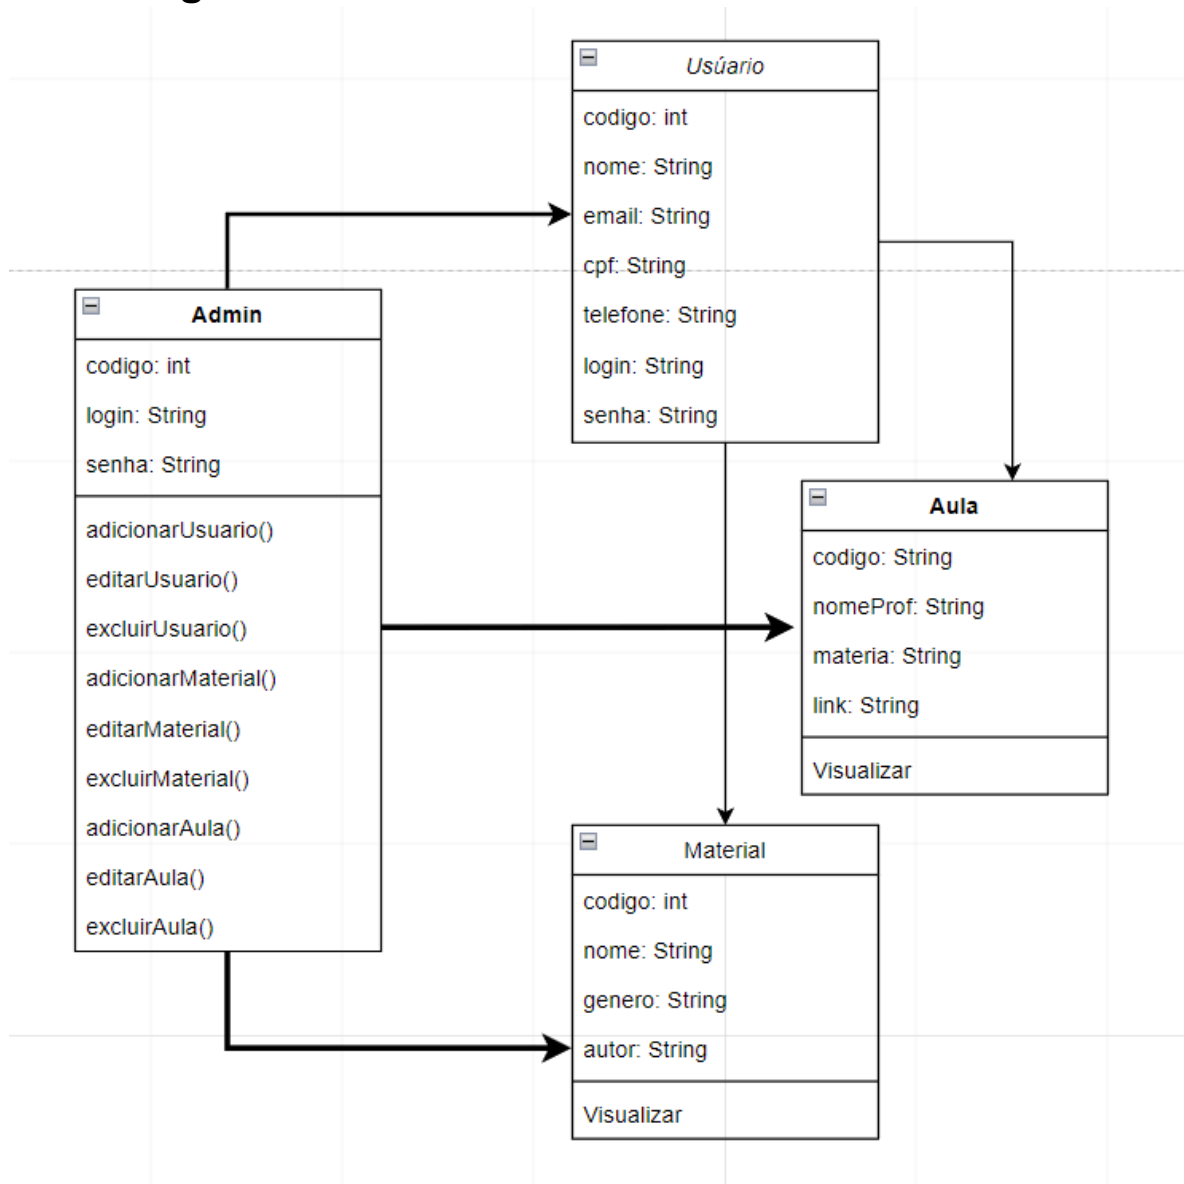 Usúario
codigo: int
nome: String
email: String
cpf: String
telefone: String
login: String
senha: String
Admin
codigo: int
login: String
senha: String
adicionarUsuario()
editarUsuario()
excluirUsuario()
adicionarMaterial()
editarMaterial()
excluirMaterial()
adicionarAula()
editarAula()
excluirAula()
Aula
codigo: String
nomeProf: String
materia: String
link: String
Visualizar
Material
codigo: int
nome: String
genero: String
autor: String
Visualizar